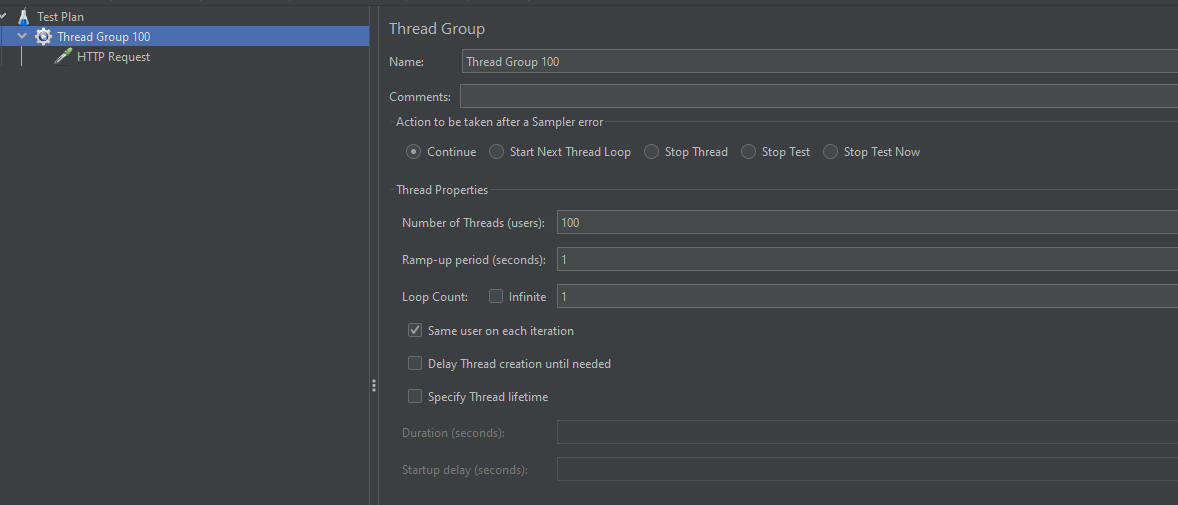 Test Plan
Thread Group 100
HTTP Request
Thread Group
Name: Thread Group 100
Comments:
Action to be taken after a Sampler error
Continue Start Next Thread Loop Stop Thread Stop Test Stop Test Now
Thread Properties
Number of Threads (users): 100
Ramp-up period (seconds): 1
Loop Count: Infinite 1
Same user on each iteration
Delay Thread creation until needed
Specify Thread lifetime
Duration (seconds):
Startup delay (seconds):